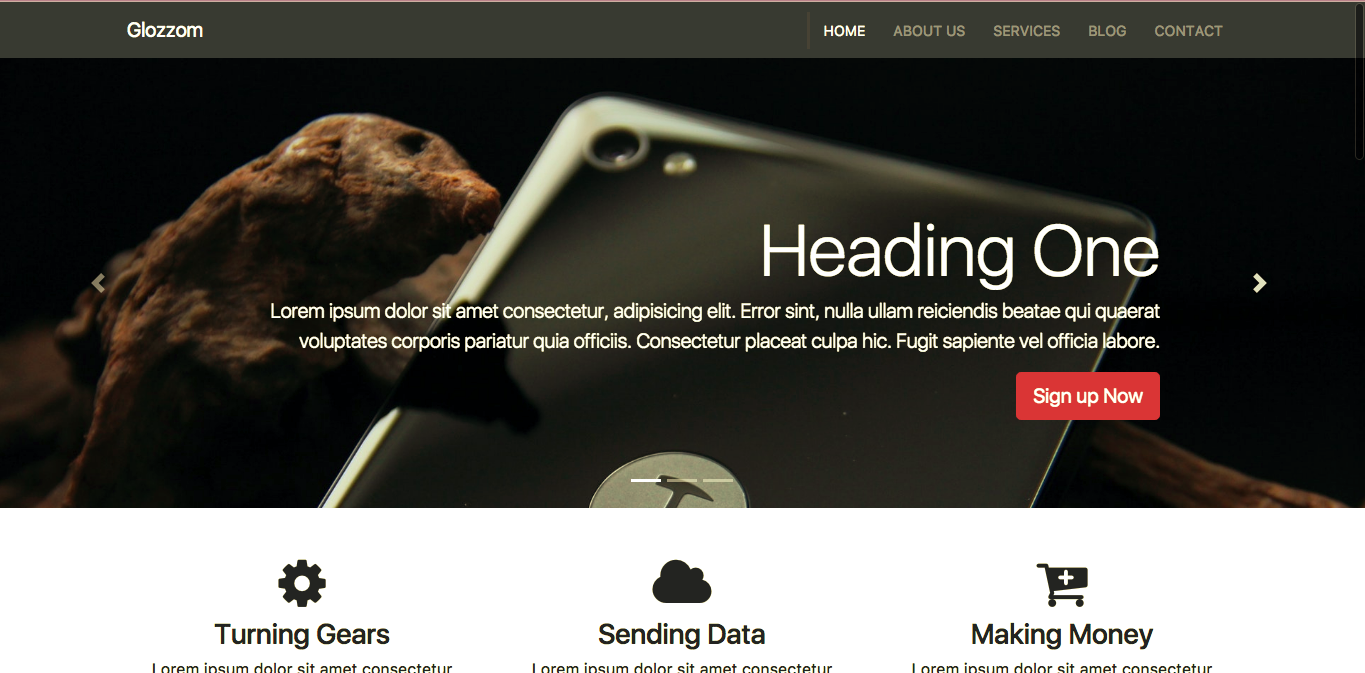 Glozzom
HOME ABOUT US SERVICES BLOG CONTACT
Heading One
Lorem ipsum dolor sit amet consectetur, adipisicing elit. Error sint, nulla ullam reiciendis beatae qui quaerat
voluptates corporis pariatur quia officiis. Consectetur placeat culpa hic. Fugit sapiente vel officia labore.
Sign up Now
Turning Gears
Lorem ipsum dolor sit amet consectetur
Sending Data
Lorem ipsum dolor sit amet consectetur
Making Money
Lorem ipsum dolor sit amet consectetur